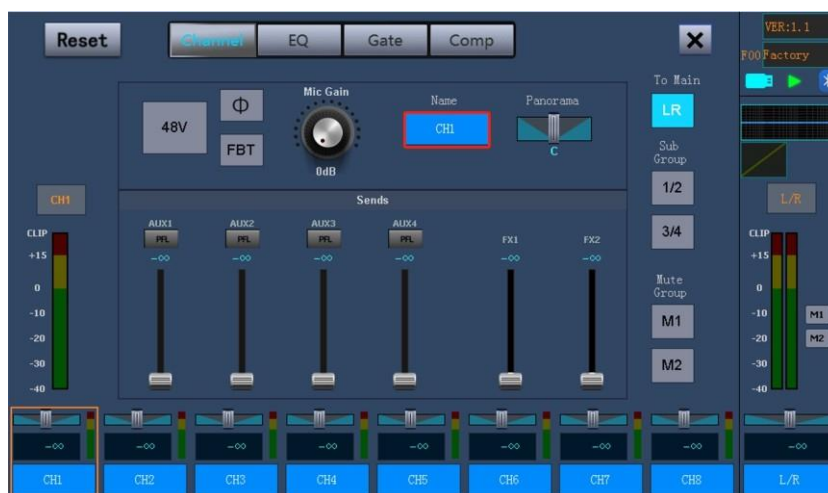 Reset
Channel EQ Gate Comp
VER:1.1
F00Factory
48V
Φ
FBT
Mic Gain
0dB
Name
CH1
Panorama
C
To Main
LR
Sub
Group
1/2
3/4
Mute
Group
M1
M2
CH1
CLIP
+15
0
-10
-20
-30
-40
Sends
AUX1 AUX2 AUX3 AUX4
PFL PFL PFL PFL
FX1 FX2
-∞ -∞ -∞ -∞ -∞ -∞
L/R
CLIP
+15
0
-10
-20
-30
-40
M1
M2
-∞ -∞ -∞ -∞ -∞ -∞ -∞ -∞ -∞
CH1 CH2 CH3 CH4 CH5 CH6 CH7 CH8 L/R